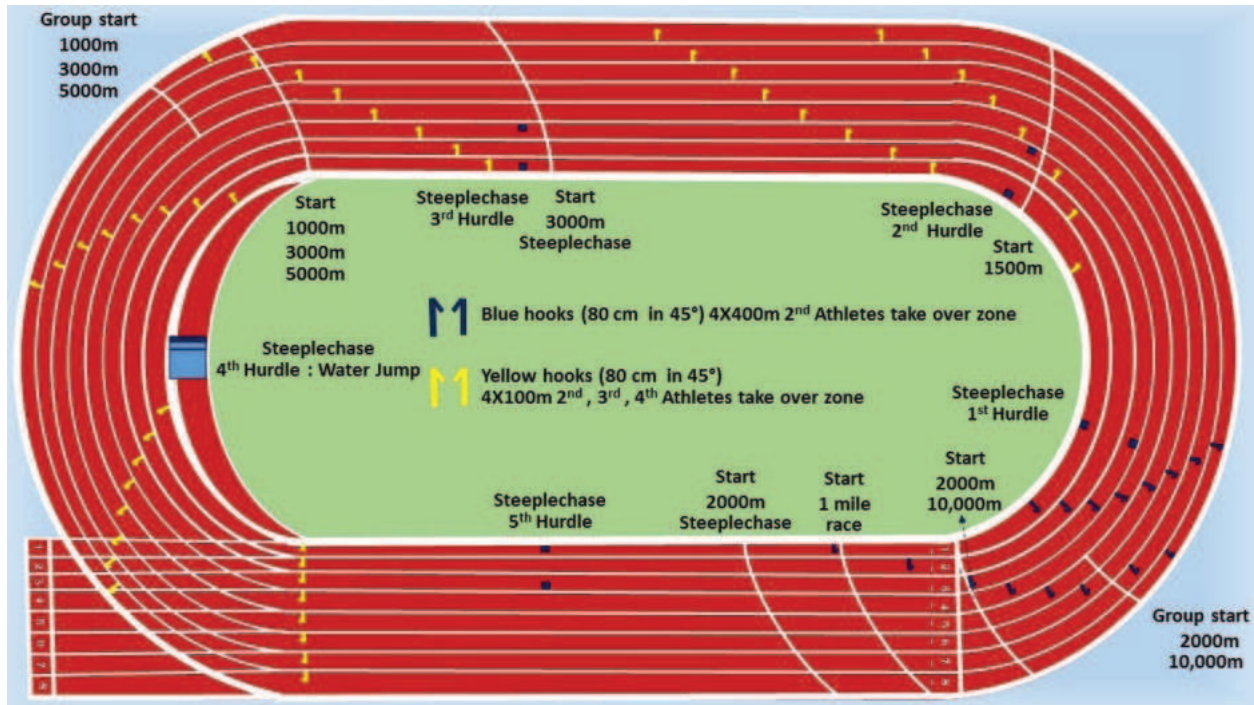 Group start
1000m
3000m
5000m
Start
1000m
3000m
5000m
Steeplechase
3rd Hurdle
Start
3000m
Steeplechase
Steeplechase
2nd Hurdle
Start
1500m
Blue hooks (80 cm in 45°) 4X400m 2nd Athletes take over zone
Steeplechase
4th Hurdle : Water Jump
Yellow hooks (80 cm in 45°)
4X100m 2nd , 3rd , 4th Athletes take over zone
Steeplechase
1st Hurdle
Steeplechase
5th Hurdle
Start
2000m
Steeplechase
Start
1 mile
race
Start
2000m
10,000m
Group start
2000m
10,000m